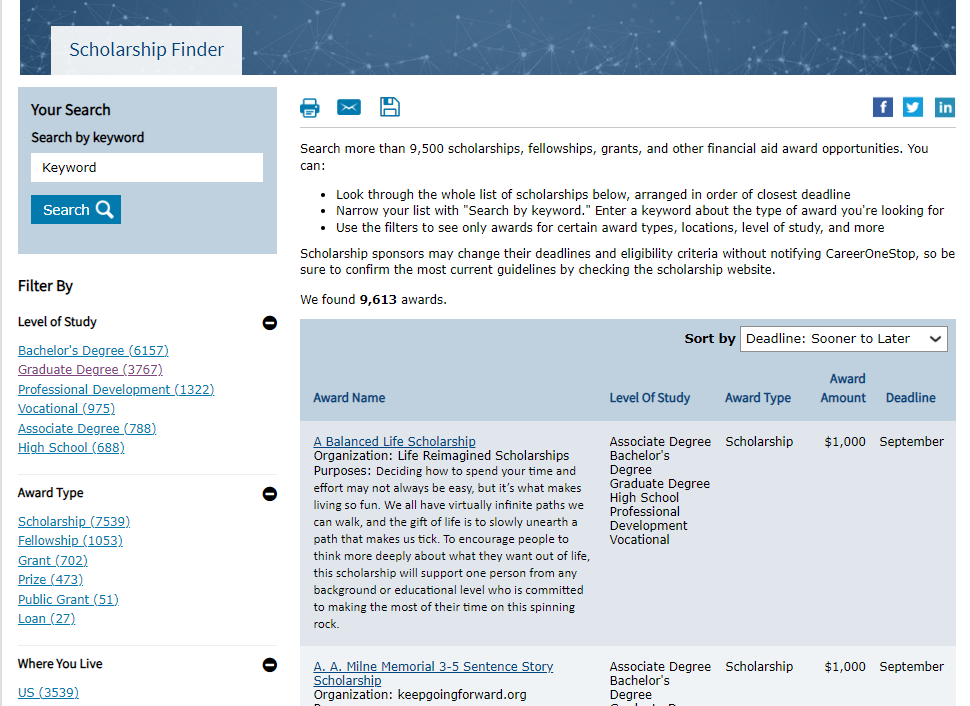 Scholarship Finder
Your Search
Search by keyword
Keyword
Search
Filter By
Level of Study
Bachelor's Degree (6157)
Graduate Degree (3767)
Professional Development (1322)
Vocational (975)
Associate Degree (788)
High School (688)
Award Type
Scholarship (7539)
Fellowship (1053)
Grant (702)
Prize (473)
Public Grant (51)
Loan (27)
Where You Live
US (3539)
f
in
Search more than 9,500 scholarships, fellowships, grants, and other financial aid award opportunities. You
can:
• Look through the whole list of scholarships below, arranged in order of closest deadline
• Narrow your list with "Search by keyword." Enter a keyword about the type of award you're looking for
• Use the filters to see only awards for certain award types, locations, level of study, and more
Scholarship sponsors may change their deadlines and eligibility criteria without notifying CareerOneStop, so be
sure to confirm the most current guidelines by checking the scholarship website.
We found 9,613 awards.
Sort by Deadline: Sooner to Later
Award Name
Level Of Study
Award Type
Award
Amount
Deadline
A Balanced Life Scholarship
Organization: Life Reimagined Scholarships
Purposes: Deciding how to spend your time and
effort may not always be easy, but it's what makes
living so fun. We all have virtually infinite paths we
can walk, and the gift of life is to slowly unearth a
path that makes us tick. To encourage people to
think more deeply about what they want out of life,
this scholarship will support one person from any
background or educational level who is committed
to making the most of their time on this spinning
rock.
Associate Degree
Bachelor's
Degree
Graduate Degree
High School
Professional
Development
Vocational
Scholarship
$1,000
September
A. A. Milne Memorial 3-5 Sentence Story
Scholarship
Organization: keepgoingforward.org
Associate Degree
Bachelor's
Degree
Scholarship
$1,000
September